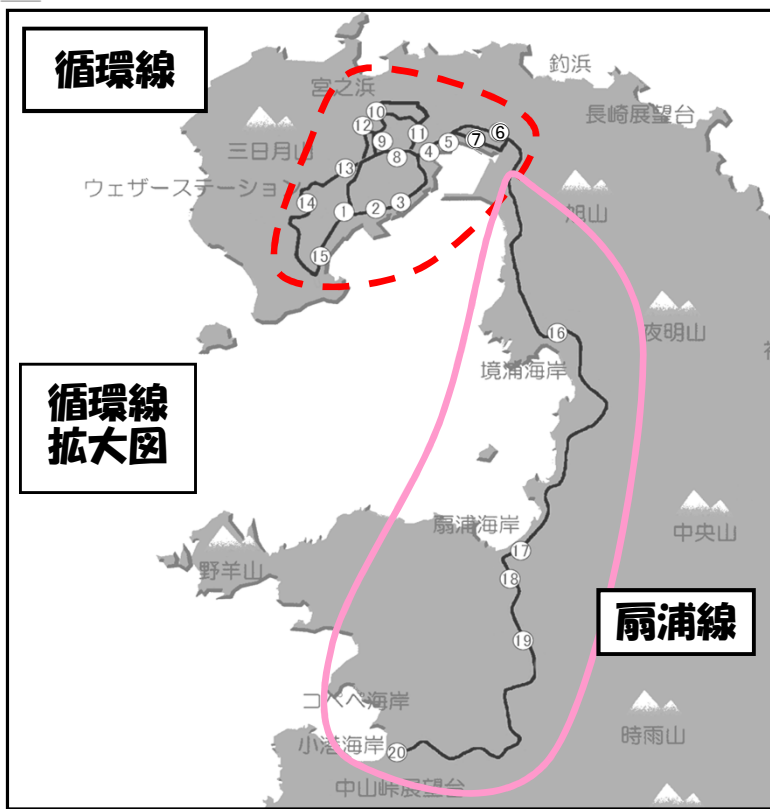 循環線
釣浜
宮之浜
長崎展望台
⑩
⑫
⑪
⑥
⑦
⑤
⑨
④
三日月山
⑧
⑬
ウェザーステーション
⑭
③
②
①
旭山
⑮
夜明山
⑯
境浦海岸
循環線
拡大図
中央山
扇浦海岸
⑰
野羊山
⑱
扇浦線
⑲
コペペ海岸
時雨山
小港海岸
⑳
中山峠展望台